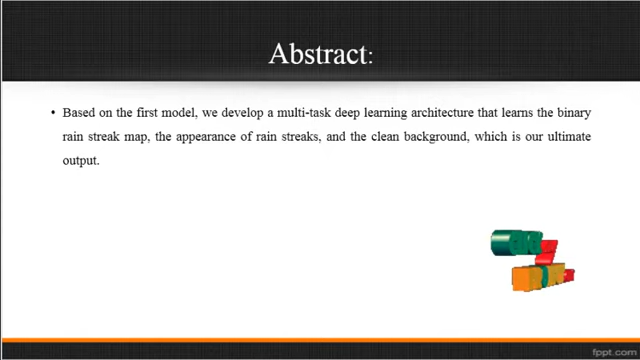 Abstract:
• Based on the first model, we develop a multi-task deep learning architecture that learns the binary
rain streak map, the appearance of rain streaks, and the clean background, which is our ultimate
output.
fppt.com